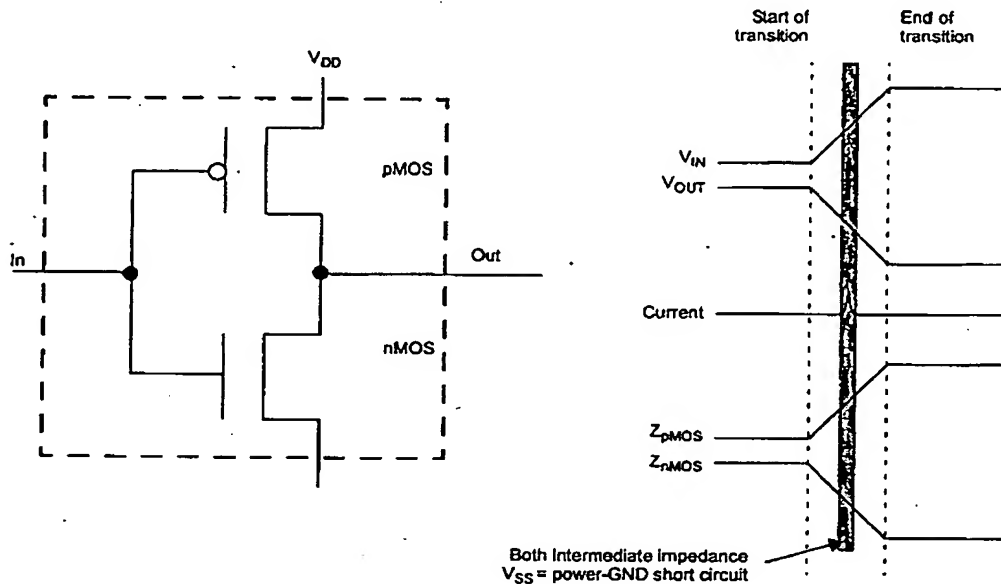 Start of
transition
End of
transition
VDD
pMOS
In
Out
nMOS
VIN
VOUT
Current
ZpMOS
ZnMOS
Both Intermediate Impedance
VSS = power-GND short circuit